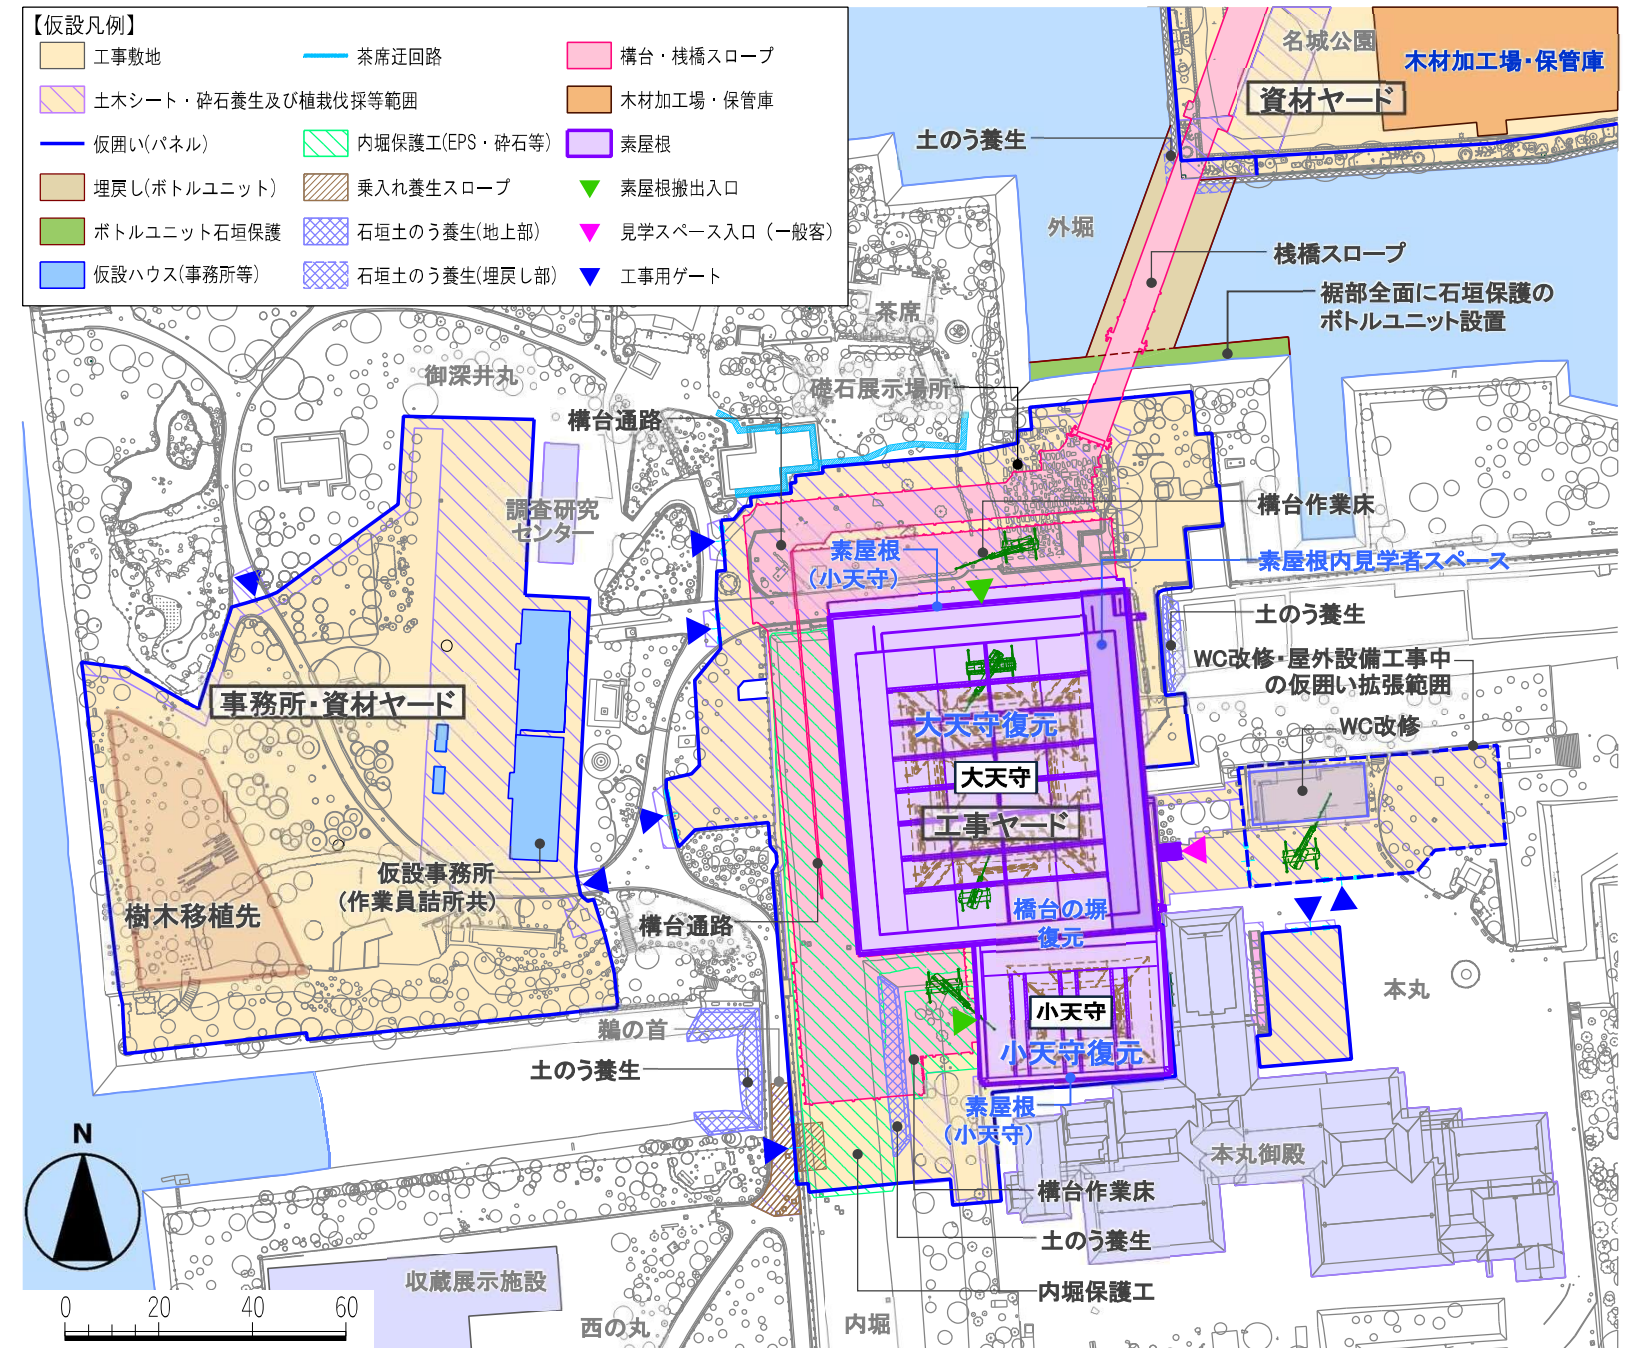 【仮設凡例】
工事敷地
茶席迂回路
構台・桟橋スロープ
土木シート・砕石養生及び植栽伐採等範囲
木材加工場・保管庫
仮囲い(パネル)
内堀保護工(EPS・砕石等)
素屋根
埋戻し(ボトルユニット)
乗入れ養生スロープ
素屋根搬出入口
ボトルユニット石垣保護
石垣土のう養生(地上部)
見学スペース入口（一般客）
仮設ハウス(事務所等)
石垣土のう養生(埋戻し部)
工事用ゲート
名城公園
木材加工場・保管庫
資材ヤード
土のう養生
外堀
桟橋スロープ
裾部全面に石垣保護の
ボトルユニット設置
茶席
御深井丸
礎石展示場所
構台通路
調査研究
センター
構台作業床
素屋根
（小天守）
素屋根内見学者スペース
土のう養生
WC改修・屋外設備工事中
の仮囲い拡張範囲
WC改修
事務所・資材ヤード
大天守復元
大天守
工事ヤード
仮設事務所
(作業員詰所共)
樹木移植先
構台通路
橋台の塀
復元
小天守
小天守復元
本丸
鵜の首
土のう養生
素屋根
（小天守）
本丸御殿
構台作業床
土のう養生
内堀保護工
N
0 20 40 60
収蔵展示施設
西の丸
内堀